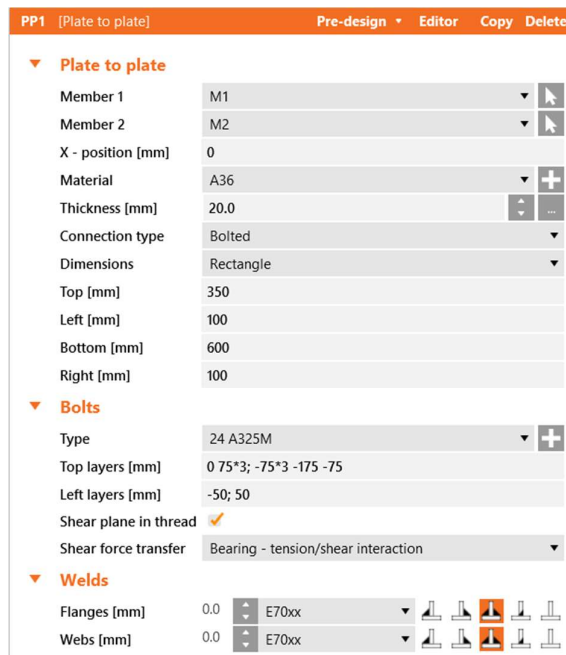 PP1 [Plate to plate] Pre-design Editor Copy Delete
Plate to plate
Member 1 M1
Member 2 M2
X - position [mm] 0
Material A36
Thickness [mm] 20.0 ...
Connection type Bolted
Dimensions Rectangle
Top [mm] 350
Left [mm] 100
Bottom [mm] 600
Right [mm] 100
Bolts
Type 24 A325M
Top layers [mm] 0 75*3; -75*3 -175 -75
Left layers [mm] -50; 50
Shear plane in thread
Shear force transfer Bearing - tension/shear interaction
Welds
Flanges [mm] 0.0 E70xx
Webs [mm] 0.0 E70xx